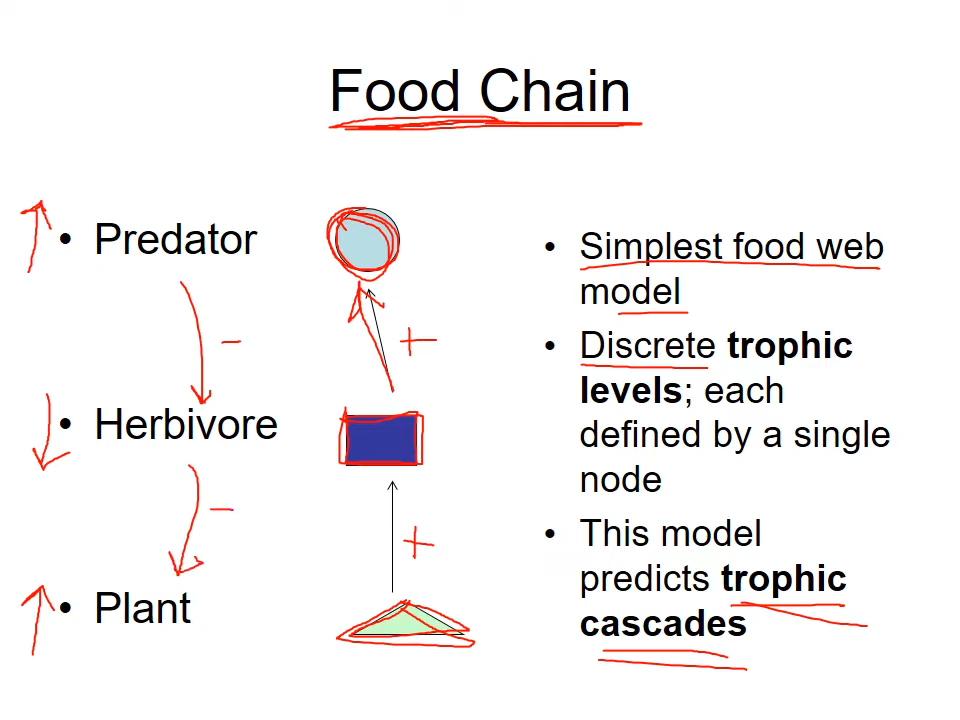 Food Chain
• Predator
+
−
• Herbivore
−
+
• Plant
• Simplest food web
model
• Discrete trophic
levels; each
defined by a single
node
• This model
predicts trophic
cascades